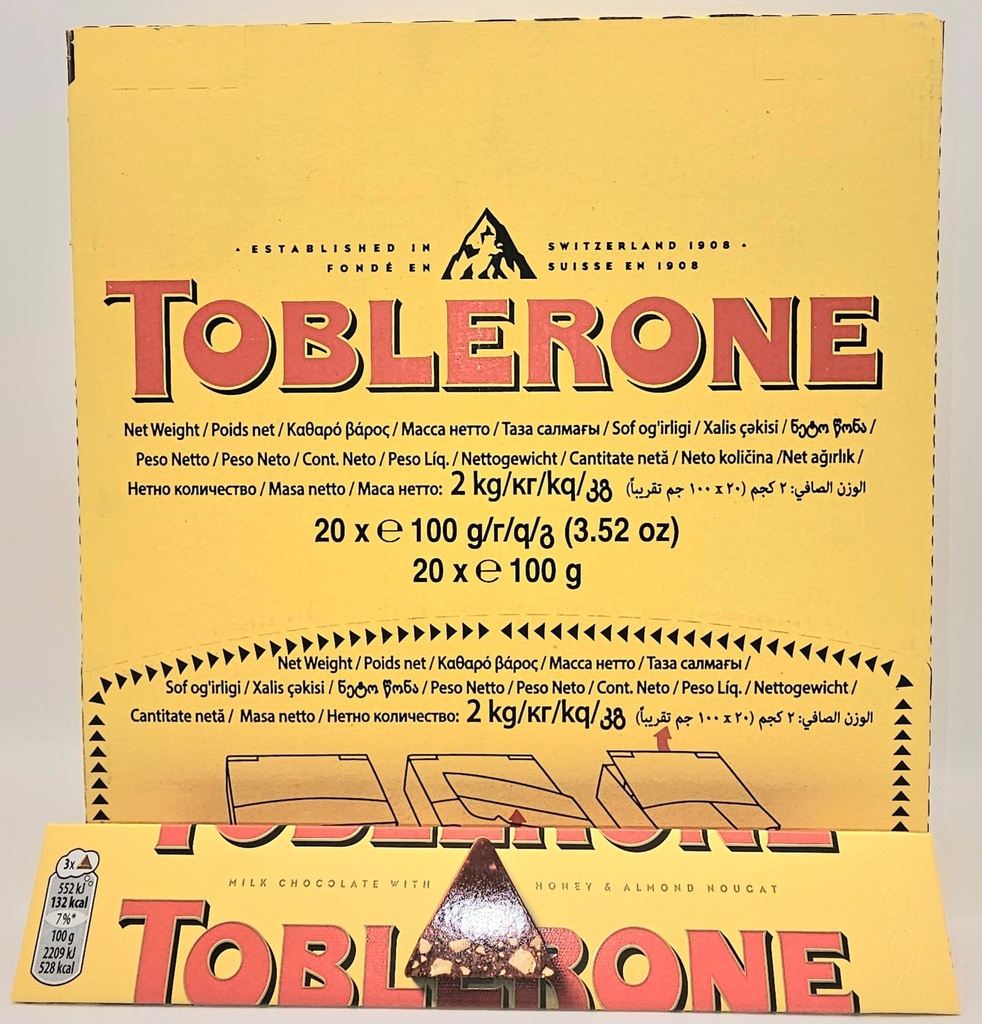 ESTABLISHED IN SWITZERLAND 1908
FONDÉ EN SUISSE EN 1908
TOBLERONE
Net Weight / Poids net / Καθαρό βάρος / Масса нетто / Таза салмағы / Sof og'irligi / Xalis çəkisi / ნეტო წონა /
Peso Netto / Peso Neto / Cont. Neto / Peso Líq. / Nettogewicht / Cantitate netă / Neto količina /Net ağırlık /
Нетно количество / Masa netto / Маса нетто: 2 kg/кг/kq/კგ الوزن الصافي: ٢ كجم (٢٠ x ١٠٠ جم تقريباً)
20 x ℮ 100 g/г/q/გ (3.52 oz)
20 x ℮ 100 g
Net Weight / Poids net / Καθαρό βάρος / Масса нетто / Таза салмағы /
Sof og'irligi / Xalis çəkisi / ნეტო წონა / Peso Netto / Peso Neto / Cont. Neto / Peso Líq. / Nettogewicht /
Cantitate netă / Masa netto / Нетно количество: 2 kg/кг/kq/კგ الوزن الصافي: ٢ كجم (٢٠ x ١٠٠ جم تقريباً)
TOBLERONE
MILK CHOCOLATE WITH HONEY & ALMOND NOUGAT
TOBLERONE
3x
552 kJ
132 kcal
7%*
100 g
2209 kJ
528 kcal